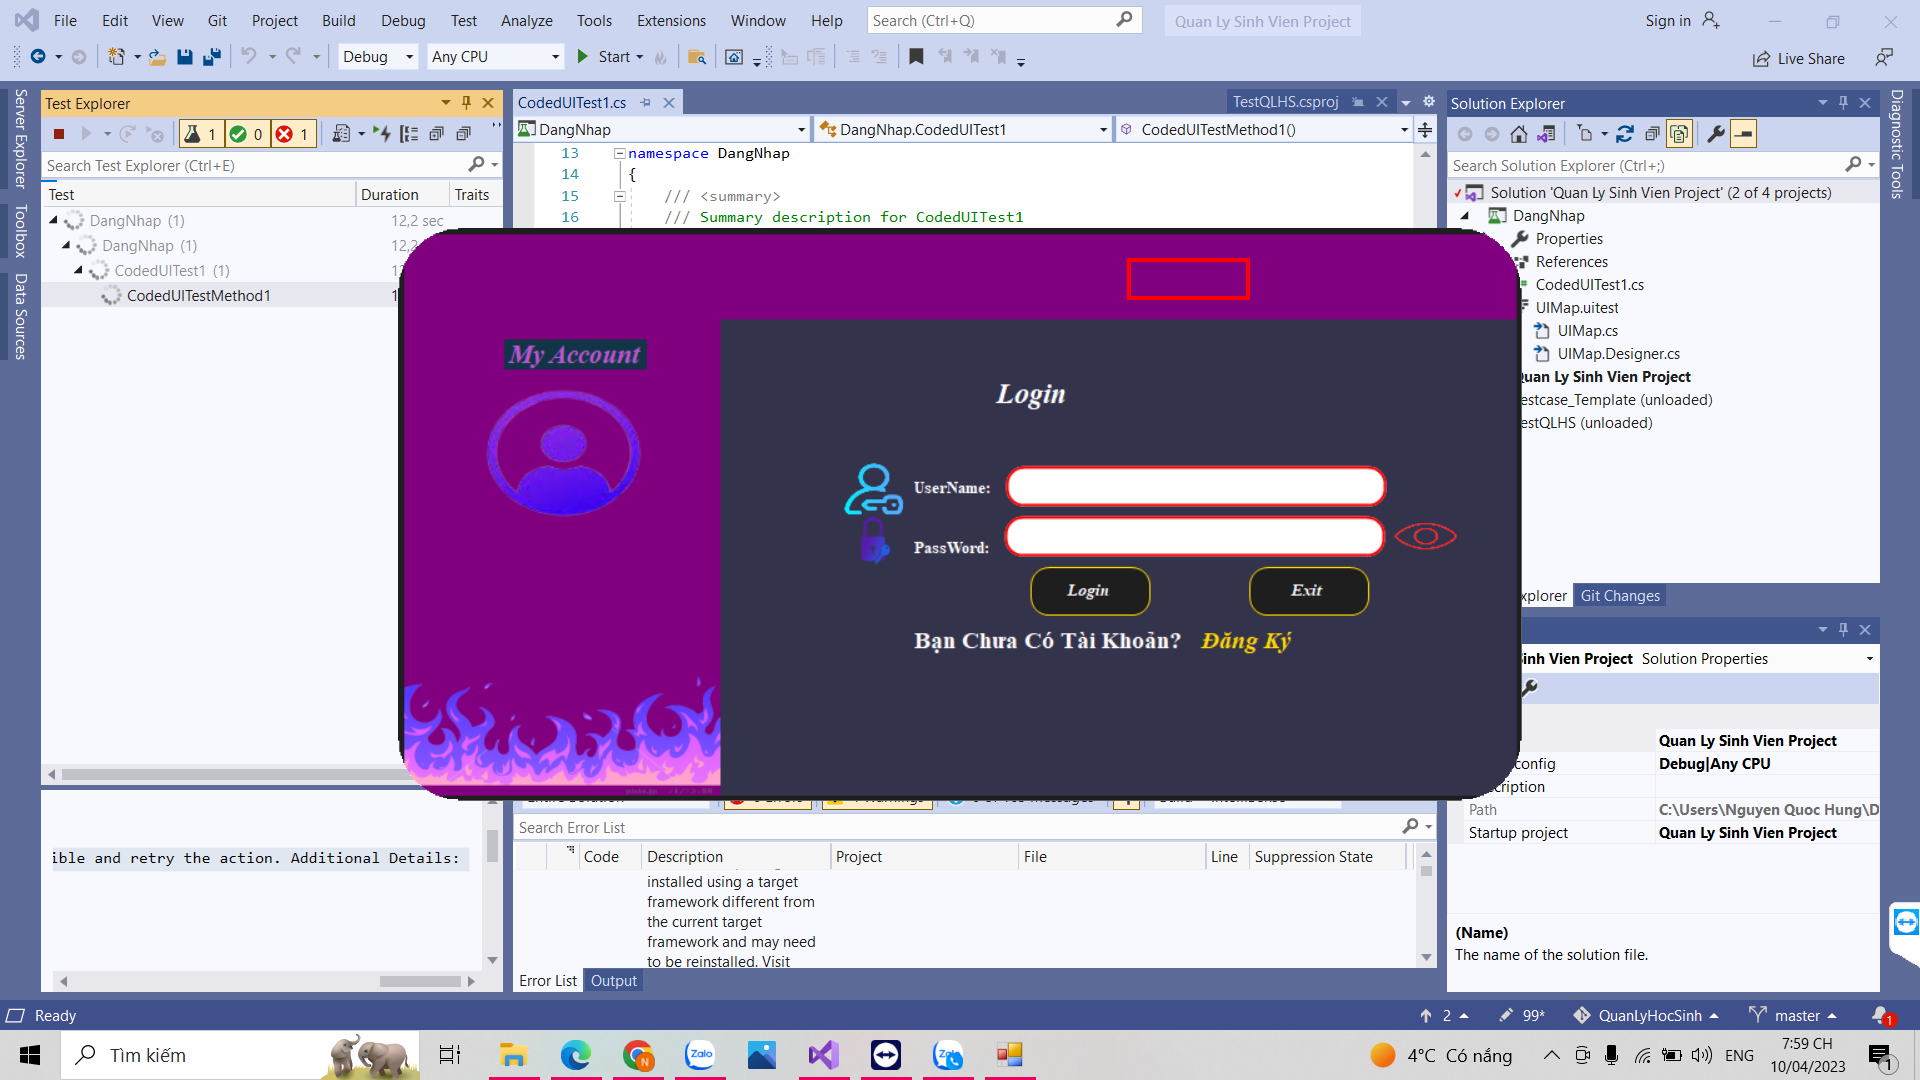 File Edit View Git Project Build Debug Test Analyze Tools Extensions Window Help Search (Ctrl+Q) Quan Ly Sinh Vien Project Sign in
Debug Any CPU Start Live Share
Server Explorer
Toolbox
Data Sources
Test Explorer
1 0 1
Search Test Explorer (Ctrl+E)
Test Duration Traits
DangNhap (1) 12,2 sec
DangNhap (1)
CodedUITest1 (1)
CodedUITestMethod1
ible and retry the action. Additional Details:
CodedUITest1.cs TestQLHS.csproj
DangNhap DangNhap.CodedUITest1 CodedUITestMethod1()
13 namespace DangNhap
14 {
15 /// <summary>
16 /// Summary description for CodedUITest1
My Account
Login
UserName:
PassWord:
Login Exit
Bạn Chưa Có Tài Khoản? Đăng Ký
Search Error List
Code Description Project File Line Suppression State
installed using a target
framework different from
the current target
framework and may need
to be reinstalled. Visit
Error List Output
Solution Explorer
Search Solution Explorer (Ctrl+;)
Solution 'Quan Ly Sinh Vien Project' (2 of 4 projects)
DangNhap
Properties
References
CodedUITest1.cs
UIMap.uitest
UIMap.cs
UIMap.Designer.cs
Quan Ly Sinh Vien Project
estcase_Template (unloaded)
estQLHS (unloaded)
xplorer Git Changes
inh Vien Project Solution Properties
Quan Ly Sinh Vien Project
config Debug|Any CPU
cription
Path C:\Users\Nguyen Quoc Hung\D
Startup project Quan Ly Sinh Vien Project
(Name)
The name of the solution file.
Diagnostic Tools
Ready 2 99* QuanLyHocSinh master 1
Tìm kiếm Zalo Zalo 4°C Có nắng ENG 7:59 CH
10/04/2023 1